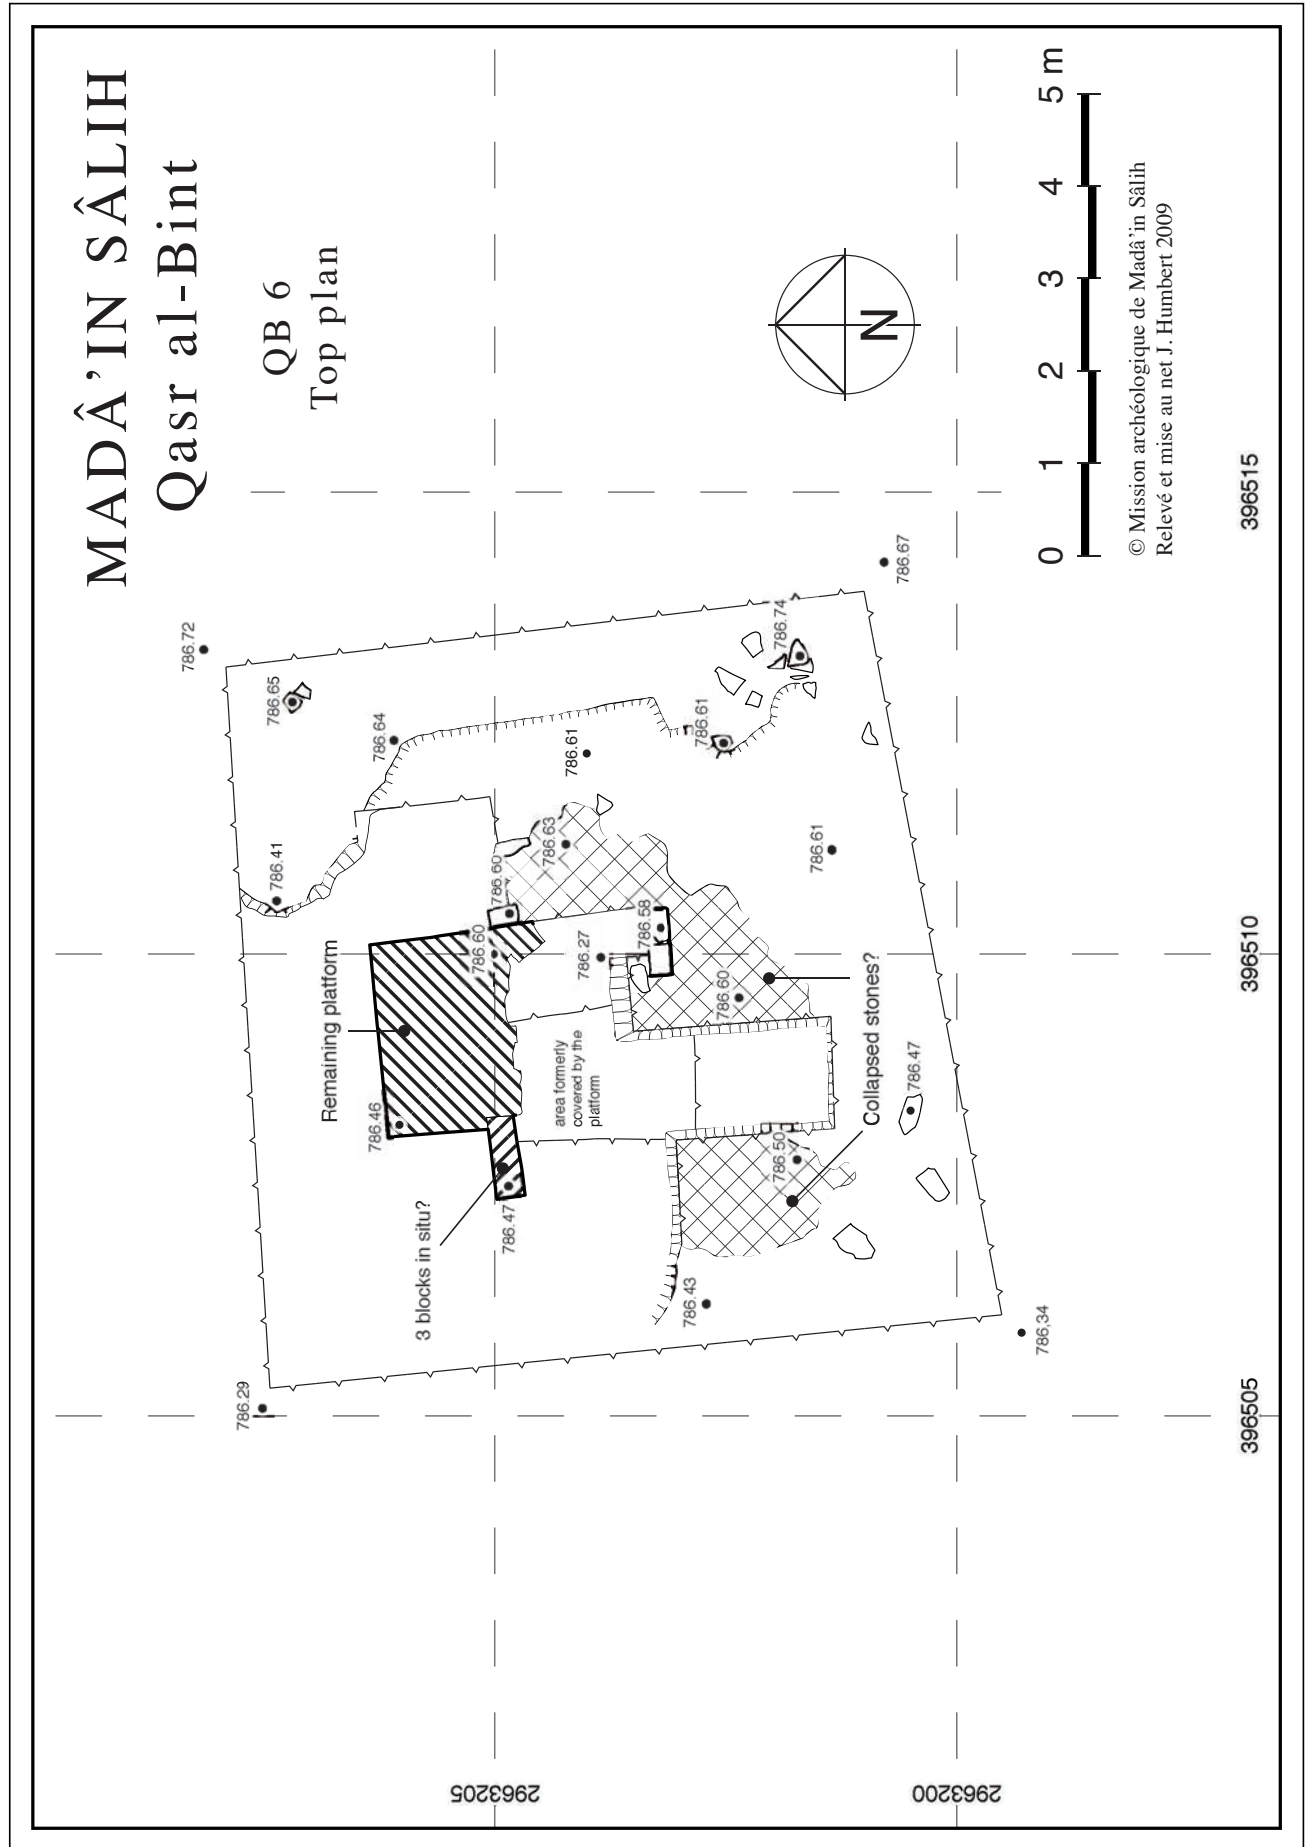 MADÂ'IN SÂLIH
Qasr al-Bint
QB 6
Top plan
786.72
786.65
786.64
786.41
786.61
786.61
786.74
786.67
786.63
786.60
786.60
786.58
786.27
786.61
786.60
Remaining platform
786.46
area formerly
covered by the
platform
3 blocks in situ?
786.47
786.50
Collapsed stones?
786.47
786.43
786.29
786,34
N
0 1 2 3 4 5 m
© Mission archéologique de Madâ'in Sâlih
Relevé et mise au net J. Humbert 2009
396505
396510
396515
2963205
2963200